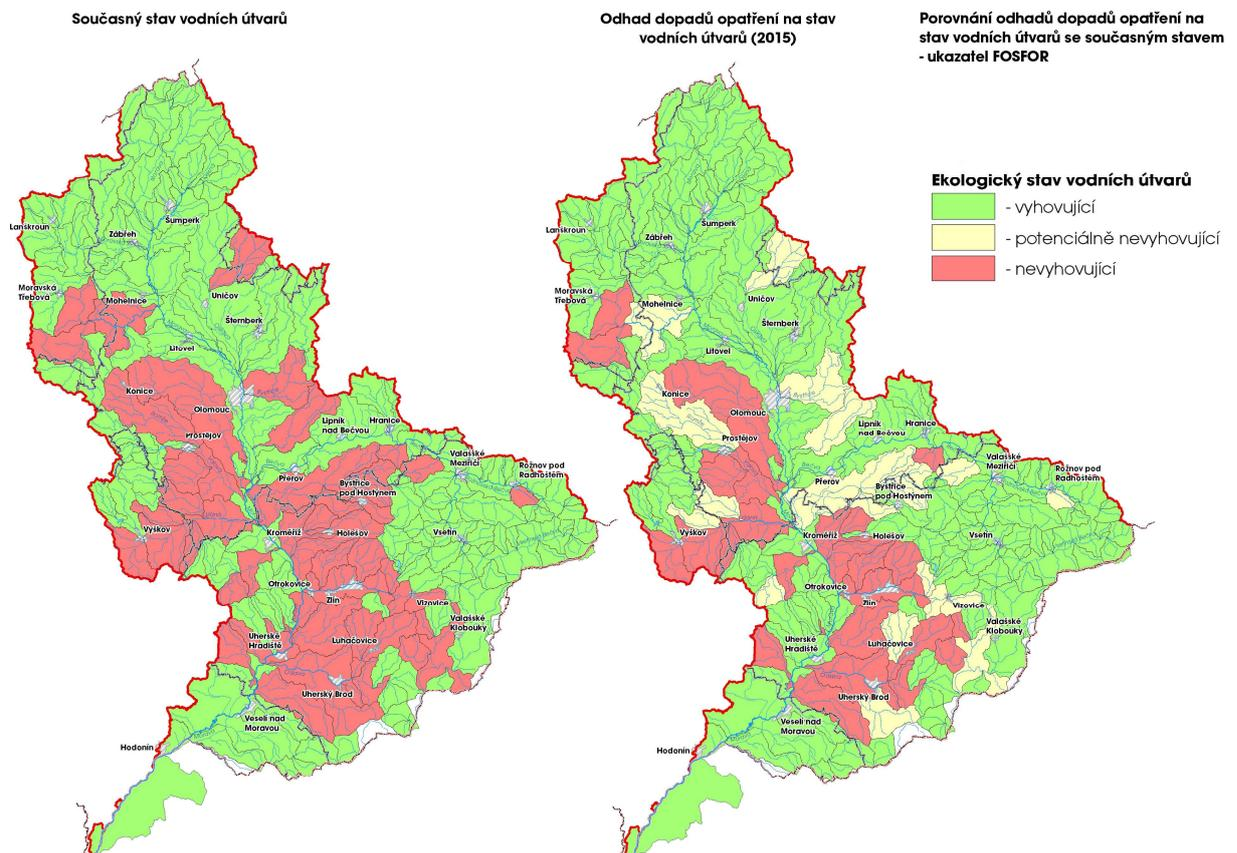 Současný stav vodních útvarů
Odhad dopadů opatření na stav
vodních útvarů (2015)
Porovnání odhadů dopadů opatření na
stav vodních útvarů se současným stavem
- ukazatel FOSFOR
Ekologický stav vodních útvarů
- vyhovující
- potenciálně nevyhovující
- nevyhovující
Lanškroun
Šumperk
Zábřeh
Moravská
Třebová
Mohelnice
Uničov
Šternberk
Litovel
Konice
Olomouc
Prostějov
Lipník
nad Bečvou
Hranice
Valašské
Meziříčí
Rožnov pod
Radhoštěm
Přerov
Bystřice
pod Hostýnem
Vyškov
Kroměříž
Holešov
Vsetín
Otrokovice
Zlín
Vizovice
Valašské
Klobouky
Uherské
Hradiště
Luhačovice
Uherský Brod
Veselí nad
Moravou
Hodonín
Lanškroun
Šumperk
Zábřeh
Moravská
Třebová
Mohelnice
Uničov
Šternberk
Litovel
Konice
Olomouc
Prostějov
Lipník
nad Bečvou
Hranice
Valašské
Meziříčí
Rožnov pod
Radhoštěm
Přerov
Bystřice
pod Hostýnem
Vyškov
Kroměříž
Holešov
Vsetín
Otrokovice
Zlín
Vizovice
Valašské
Klobouky
Uherské
Hradiště
Luhačovice
Uherský Brod
Veselí nad
Moravou
Hodonín